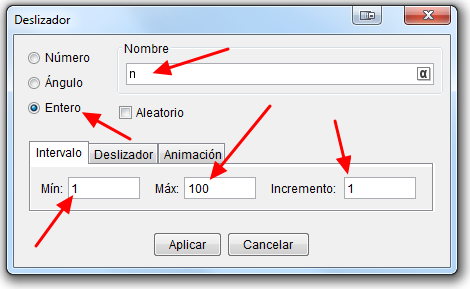 Deslizador
Nombre
Número
n
α
Ángulo
Entero
Aleatorio
Intervalo Deslizador Animación
Mín: 1 Máx: 100 Incremento: 1
Aplicar Cancelar